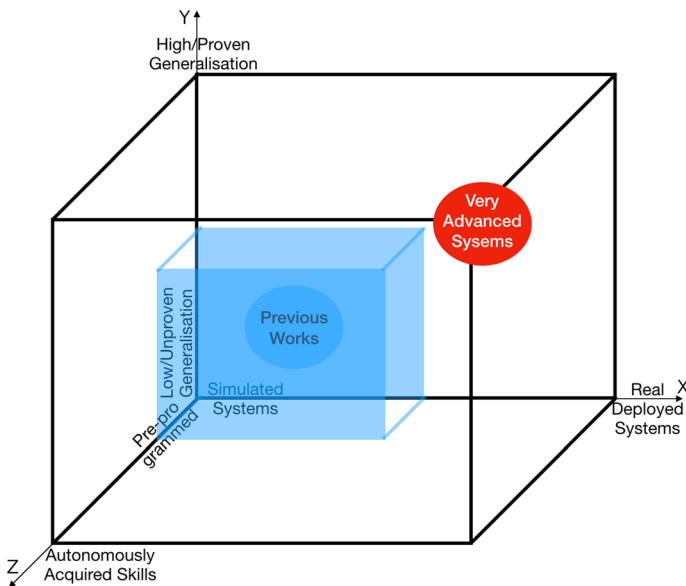 Y
High/Proven
Generalisation
Very
Advanced
Sysems
Low/Unproven
Generalisation
Previous
Works
Simulated
Systems
Pre-pro
grammed
X
Real
Deployed
Systems
Z
Autonomously
Acquired Skills